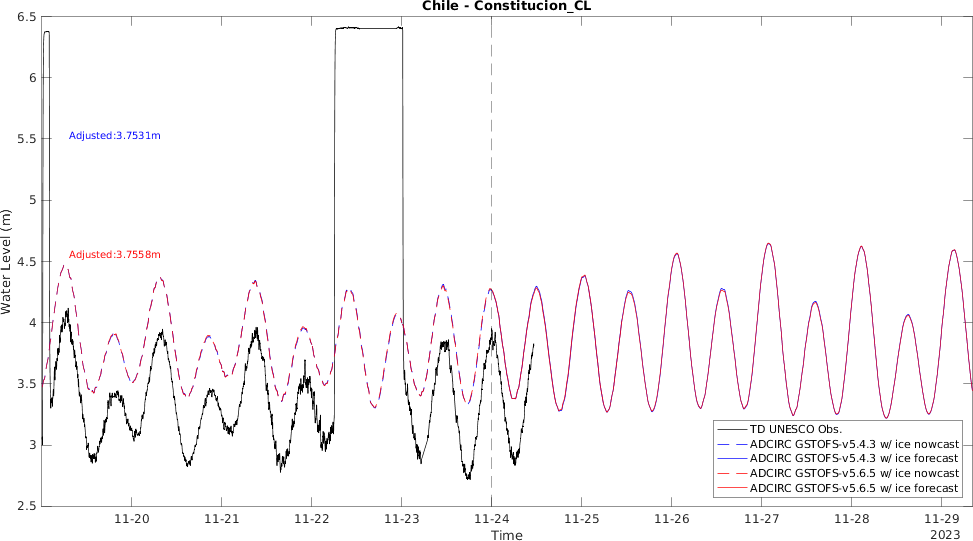 Chile - Constitucion_CL
6.5
6
5.5
5
4.5
4
3.5
3
2.5
Water Level (m)
Adjusted:3.7531m
Adjusted:3.7558m
TD UNESCO Obs.
ADCIRC GSTOFS-v5.4.3 w/ ice nowcast
ADCIRC GSTOFS-v5.4.3 w/ ice forecast
ADCIRC GSTOFS-v5.6.5 w/ ice nowcast
ADCIRC GSTOFS-v5.6.5 w/ ice forecast
11-20 11-21 11-22 11-23 11-24 11-25 11-26 11-27 11-28 11-29
2023
Time